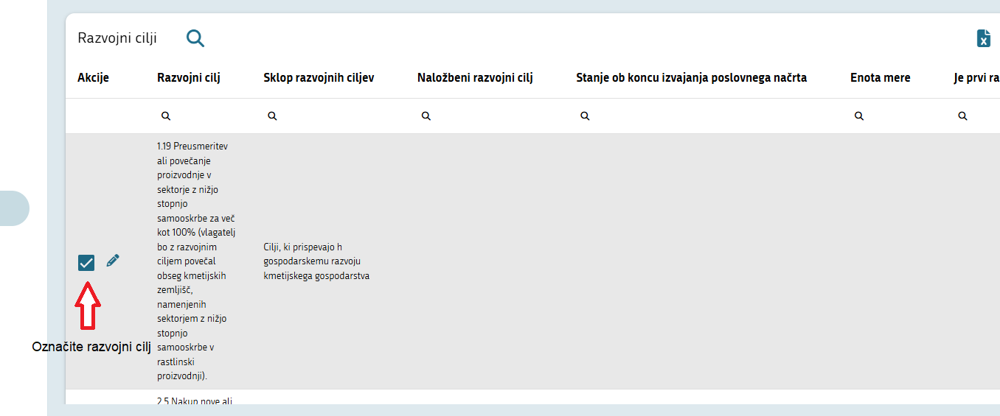 Razvojni cilji
Akcije Razvojni cilj Sklop razvojnih ciljev Naložbeni razvojni cilj Stanje ob koncu izvajanja poslovnega načrta Enota mere Je prvi ra
1.19 Preusmeritev
ali povečanje
proizvodnje v
sektorje z nižjo
stopnjo
samooskrbe za več
kot 100% (vlagatelj
bo z razvojnim
ciljem povečal
obseg kmetijskih
zemljišč,
namenjenih
sektorjem z nižjo
stopnjo
samooskrbe v
rastlinski
proizvodnji).
Cilji, ki prispevajo h
gospodarskemu razvoju
kmetijskega gospodarstva
Označite razvojni cilj
2.5 Nakup nove ali